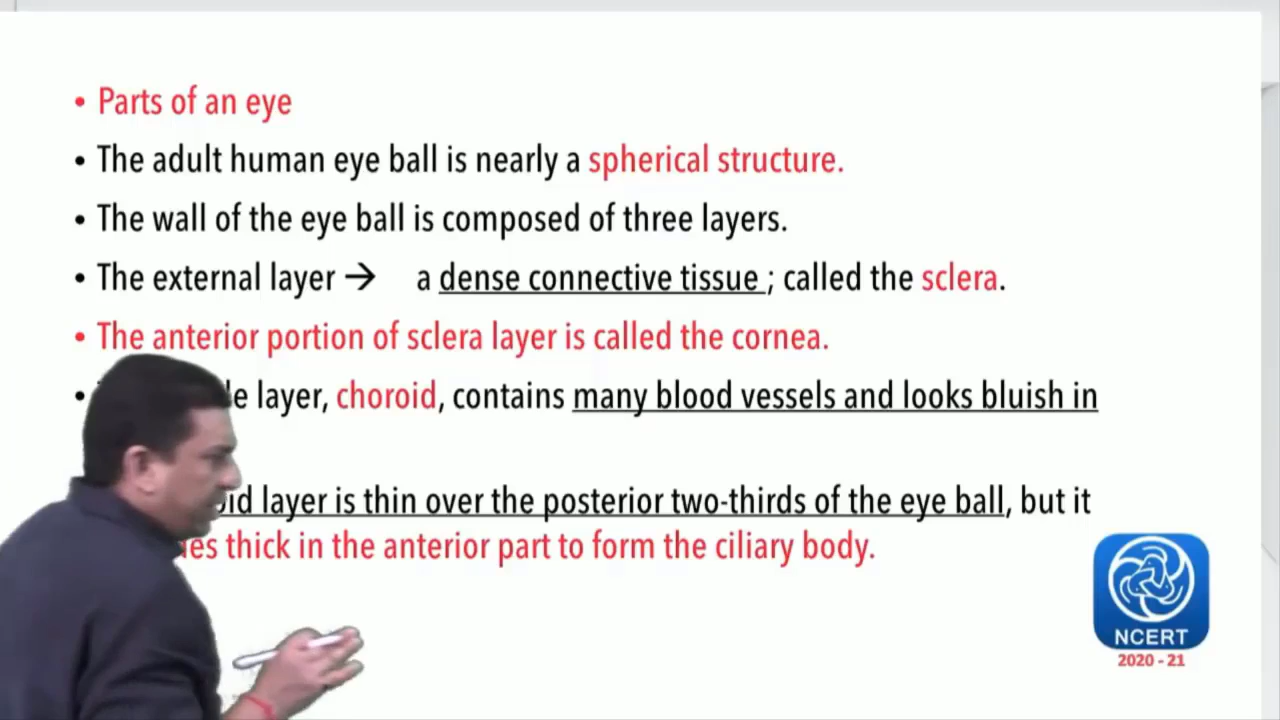 • Parts of an eye
• The adult human eye ball is nearly a spherical structure.
• The wall of the eye ball is composed of three layers.
• The external layer → a dense connective tissue ; called the sclera.
• The anterior portion of sclera layer is called the cornea.
• layer, choroid, contains many blood vessels and looks bluish in
layer is thin over the posterior two-thirds of the eye ball, but it
thick in the anterior part to form the ciliary body.
NCERT
2020 - 21